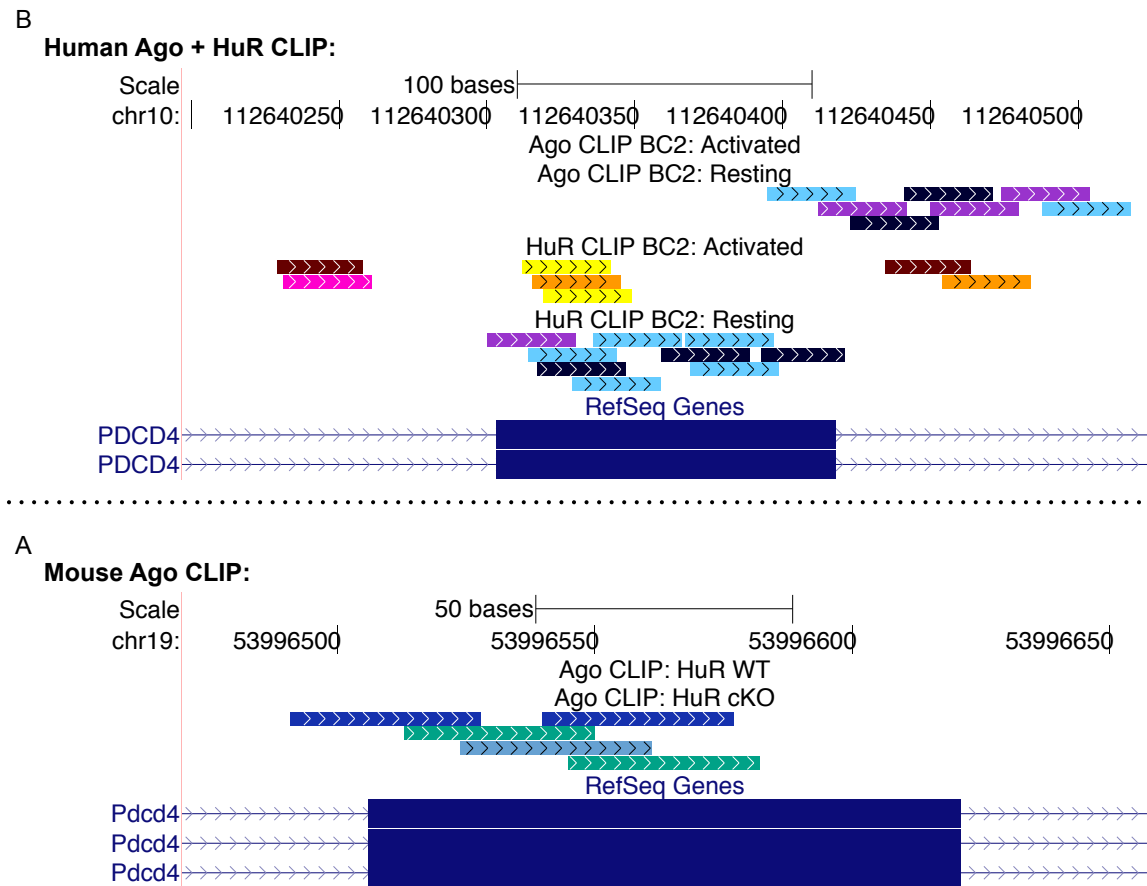 B
Human Ago + HuR CLIP:
Scale 100 bases
chr10: 112640250 112640300 112640350 112640400 112640450 112640500
Ago CLIP BC2: Activated
Ago CLIP BC2: Resting
HuR CLIP BC2: Activated
HuR CLIP BC2: Resting
RefSeq Genes
PDCD4
PDCD4
A
Mouse Ago CLIP:
Scale 50 bases
chr19: 53996500 53996550 53996600 53996650
Ago CLIP: HuR WT
Ago CLIP: HuR cKO
RefSeq Genes
Pdcd4
Pdcd4
Pdcd4